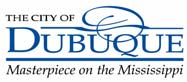 THE CITY OF
DUBUQUE
Masterpiece on the Mississippi